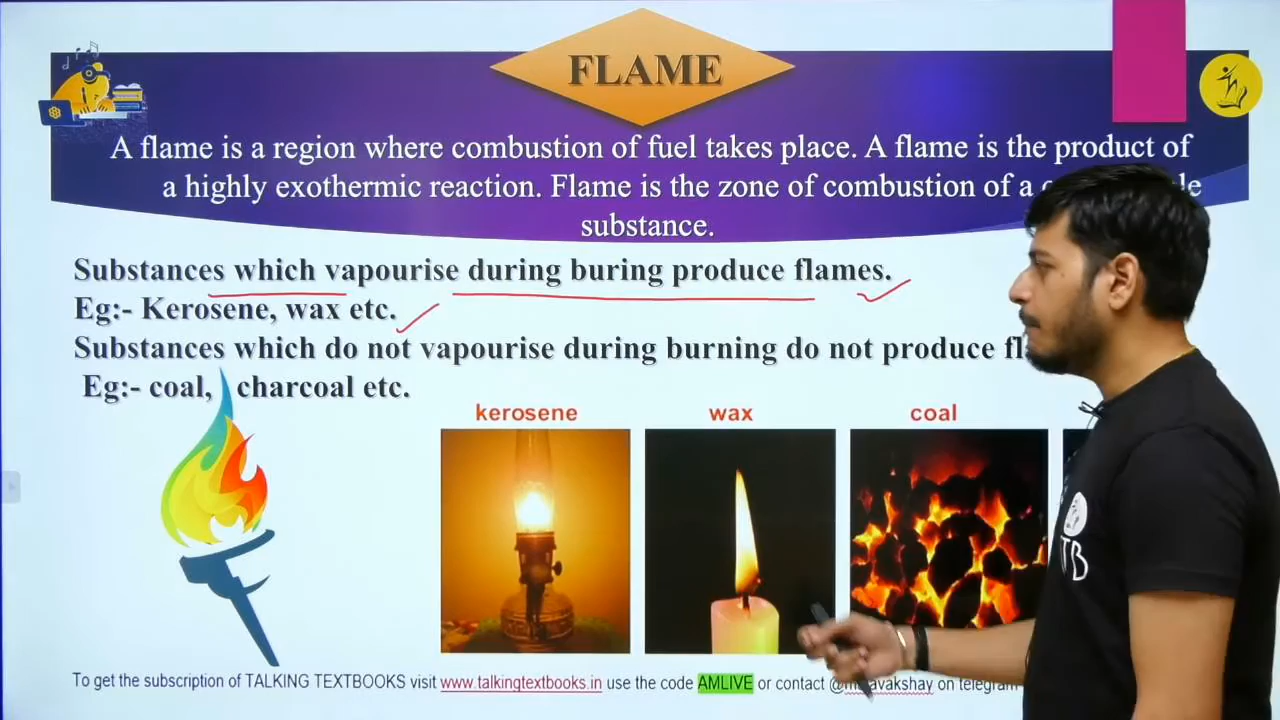 FLAME
A flame is a region where combustion of fuel takes place. A flame is the product of
a highly exothermic reaction. Flame is the zone of combustion of a
substance.
Substances which vapourise during buring produce flames.
Eg:- Kerosene, wax etc.
Substances which do not vapourise during burning do not produce
Eg:- coal, charcoal etc.
kerosene wax coal
TB
To get the subscription of TALKING TEXTBOOKS visit www.talkingtextbooks.in use the code AMLIVE or contact on telegram